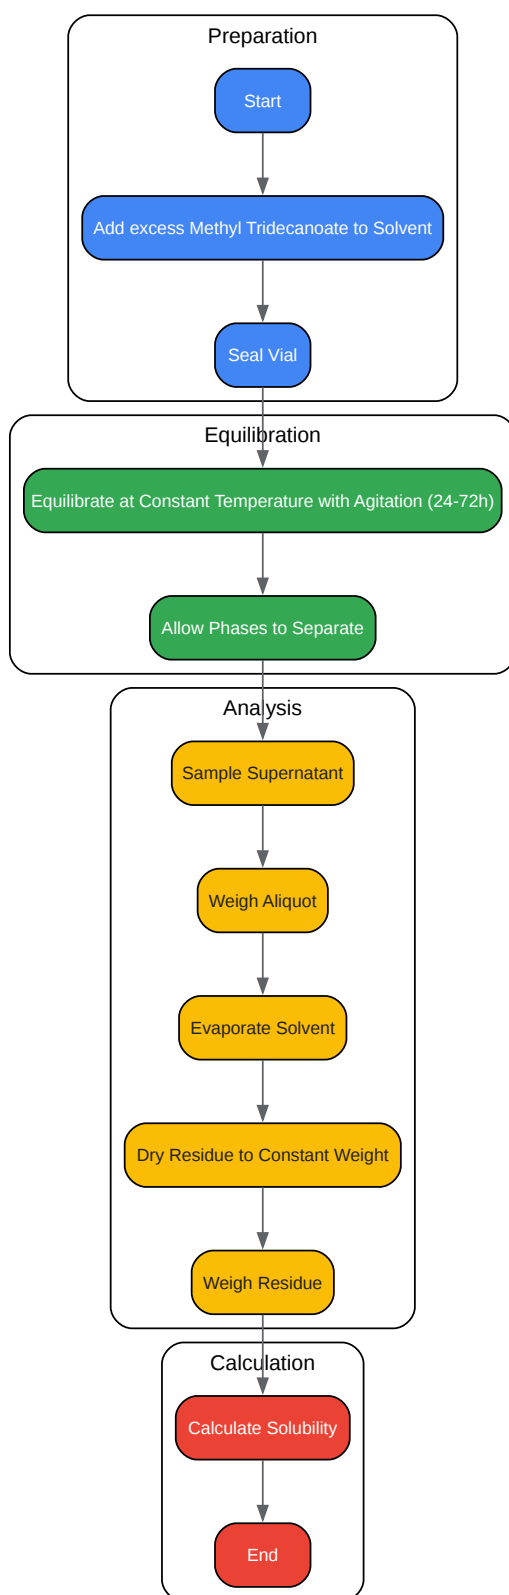 Preparation
Start
Add excess Methyl Tridecanoate to Solvent
Seal Vial
Equilibration
Equilibrate at Constant Temperature with Agitation (24-72h)
Allow Phases to Separate
Analysis
Sample Supernatant
Weigh Aliquot
Evaporate Solvent
Dry Residue to Constant Weight
Weigh Residue
Calculation
Calculate Solubility
End